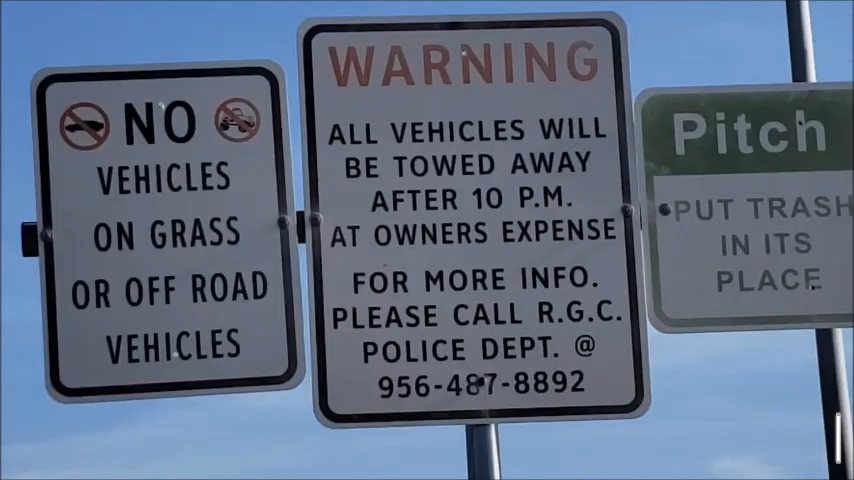 NO
VEHICLES
ON GRASS
OR OFF ROAD
VEHICLES
WARNING
ALL VEHICLES WILL
BE TOWED AWAY
AFTER 10 P.M.
AT OWNERS EXPENSE
FOR MORE INFO.
PLEASE CALL R.G.C.
POLICE DEPT. @
956-487-8892
Pitch
PUT TRASH
IN ITS
PLACE